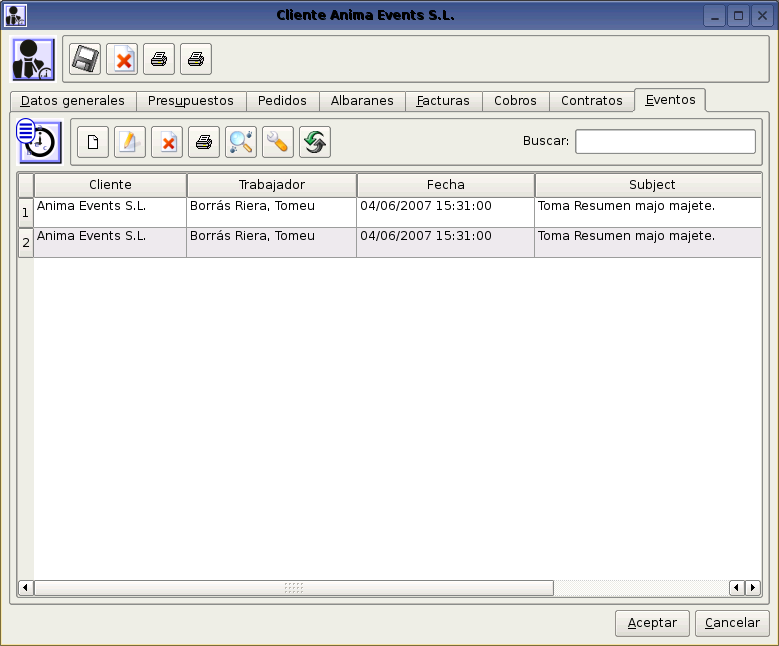 Cliente Anima Events S.L.
Datos generales Presupuestos Pedidos Albaranes Facturas Cobros Contratos Eventos
Buscar:
Cliente Trabajador Fecha Subject
1 Anima Events S.L. Borrás Riera, Tomeu 04/06/2007 15:31:00 Toma Resumen majo majete.
2 Anima Events S.L. Borrás Riera, Tomeu 04/06/2007 15:31:00 Toma Resumen majo majete.
Aceptar Cancelar